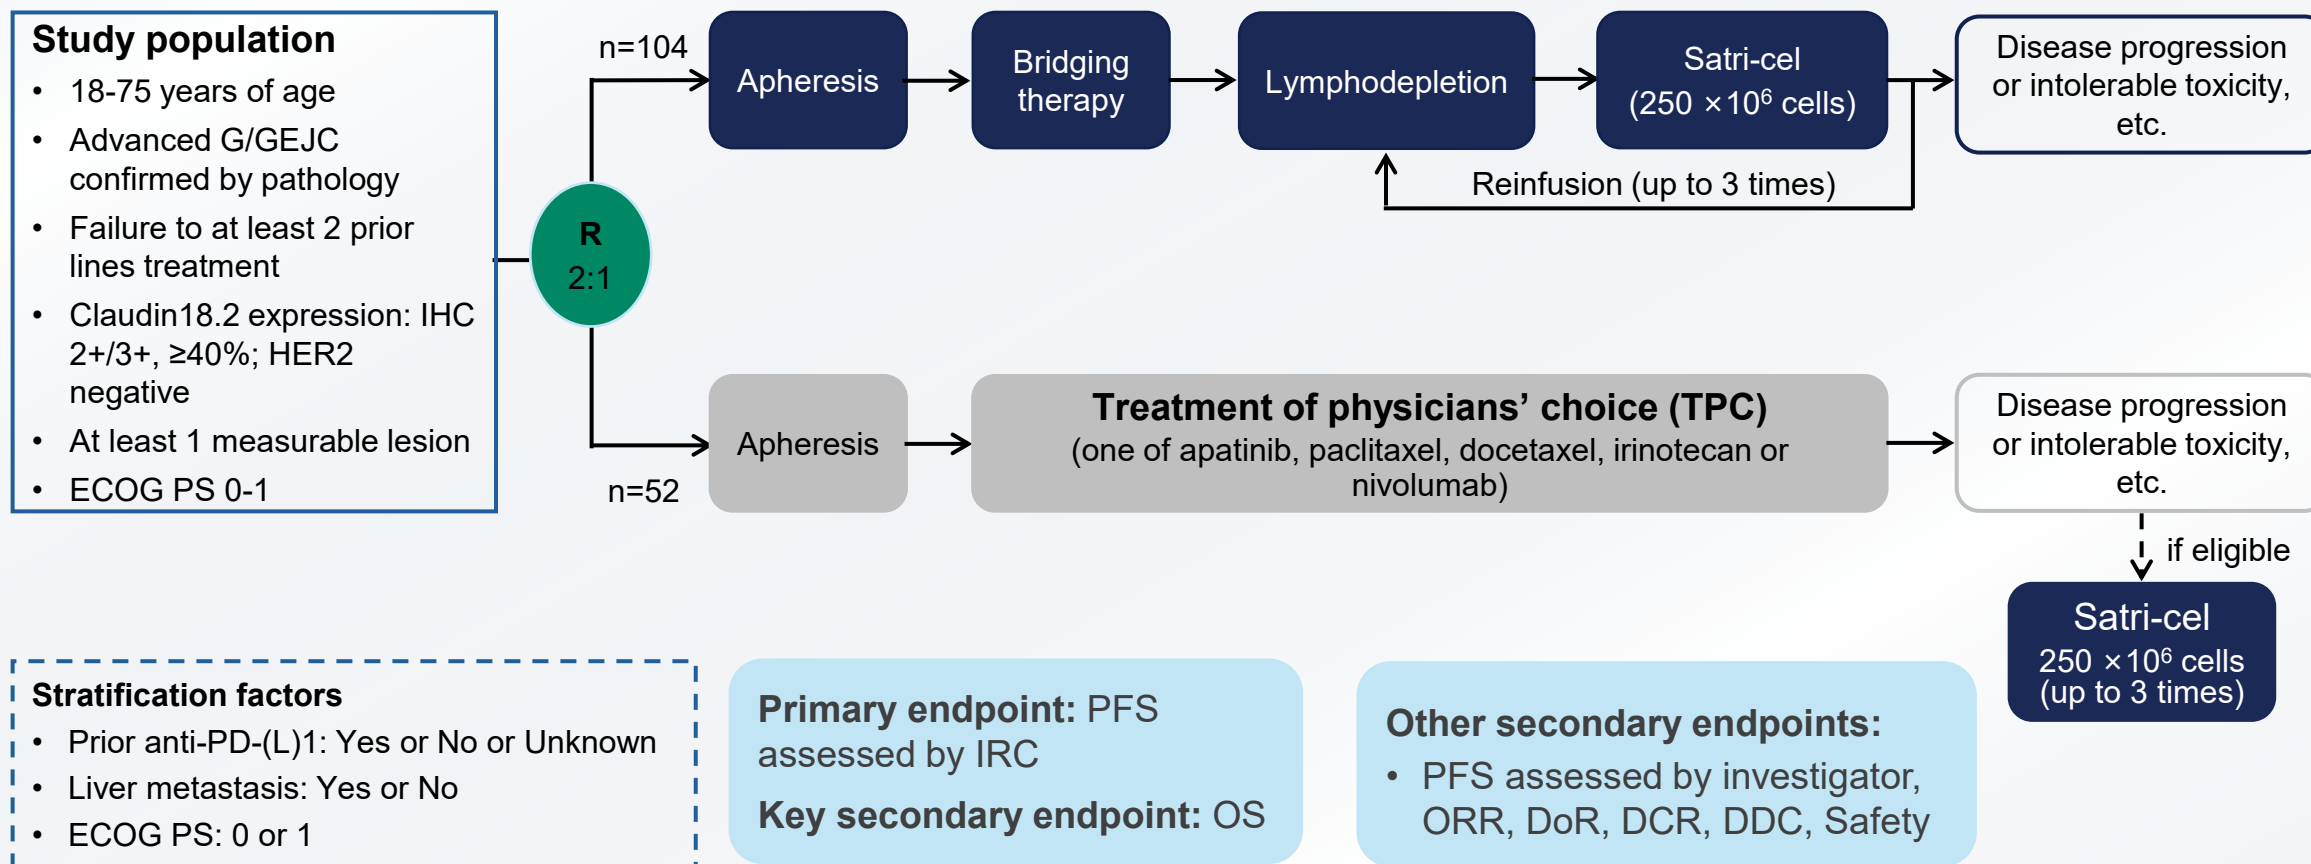 Study population
• 18-75 years of age
• Advanced G/GEJC
confirmed by pathology
• Failure to at least 2 prior
lines treatment
• Claudin18.2 expression: IHC
2+/3+, ≥40%; HER2
negative
• At least 1 measurable lesion
• ECOG PS 0-1
R
2:1
n=104
Apheresis
Bridging
therapy
Lymphodepletion
Satri-cel
(250 ×10⁶ cells)
Disease progression
or intolerable toxicity,
etc.
Reinfusion (up to 3 times)
n=52
Apheresis
Treatment of physicians’ choice (TPC)
(one of apatinib, paclitaxel, docetaxel, irinotecan or
nivolumab)
Disease progression
or intolerable toxicity,
etc.
if eligible
Satri-cel
250 ×10⁶ cells
(up to 3 times)
Stratification factors
• Prior anti-PD-(L)1: Yes or No or Unknown
• Liver metastasis: Yes or No
• ECOG PS: 0 or 1
Primary endpoint: PFS
assessed by IRC
Key secondary endpoint: OS
Other secondary endpoints:
• PFS assessed by investigator,
ORR, DoR, DCR, DDC, Safety